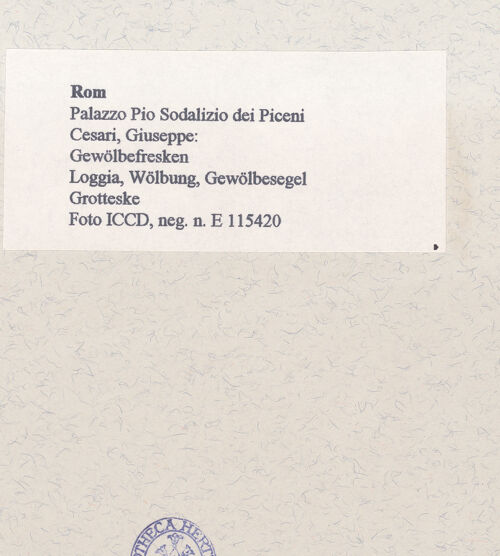 Rom
Palazzo Pio Sodalizio dei Piceni
Cesari, Giuseppe:
Gewölbefresken
Loggia, Wölbung, Gewölbesegel
Grotteske
Foto ICCD, neg. n. E 115420